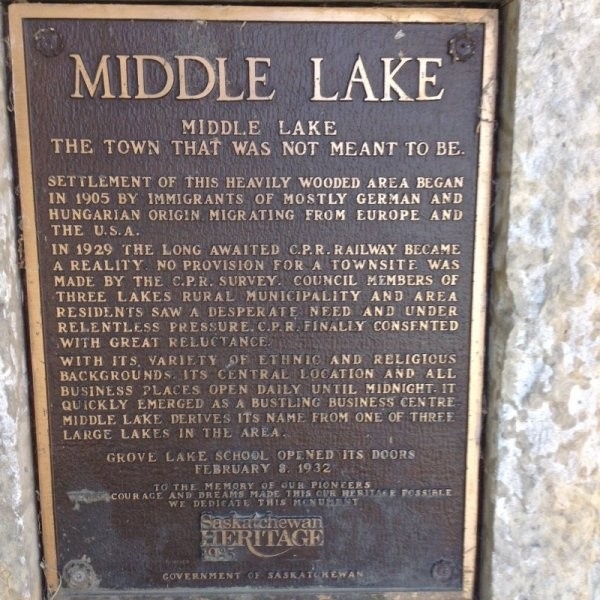 MIDDLE LAKE
MIDDLE LAKE
THE TOWN THAT WAS NOT MEANT TO BE.
SETTLEMENT OF THIS HEAVILY WOODED AREA BEGAN
IN 1905 BY IMMIGRANTS OF MOSTLY GERMAN AND
HUNGARIAN ORIGIN MIGRATING FROM EUROPE AND
THE U.S.A.
IN 1929 THE LONG AWAITED C.P.R. RAILWAY BECAME
A REALITY. NO PROVISION FOR A TOWNSITE WAS
MADE BY THE C.P.R. SURVEY. COUNCIL MEMBERS OF
THREE LAKES RURAL MUNICIPALITY AND AREA
RESIDENTS SAW A DESPERATE NEED AND UNDER
RELENTLESS PRESSURE, C.P.R. FINALLY CONSENTED
WITH GREAT RELUCTANCE.
WITH ITS VARIETY OF ETHNIC AND RELIGIOUS
BACKGROUNDS, ITS CENTRAL LOCATION AND ALL
BUSINESS PLACES OPEN DAILY UNTIL MIDNIGHT, IT
QUICKLY EMERGED AS A BUSTLING BUSINESS CENTRE
MIDDLE LAKE DERIVES ITS NAME FROM ONE OF THREE
LARGE LAKES IN THE AREA.
GROVE LAKE SCHOOL OPENED ITS DOORS
FEBRUARY 8, 1932
TO THE MEMORY OF OUR PIONEERS
COURAGE AND DREAMS MADE THIS OUR HERITAGE POSSIBLE
WE DEDICATE THIS MONUMENT
Saskatchewan
HERITAGE
1985
GOVERNMENT OF SASKATCHEWAN